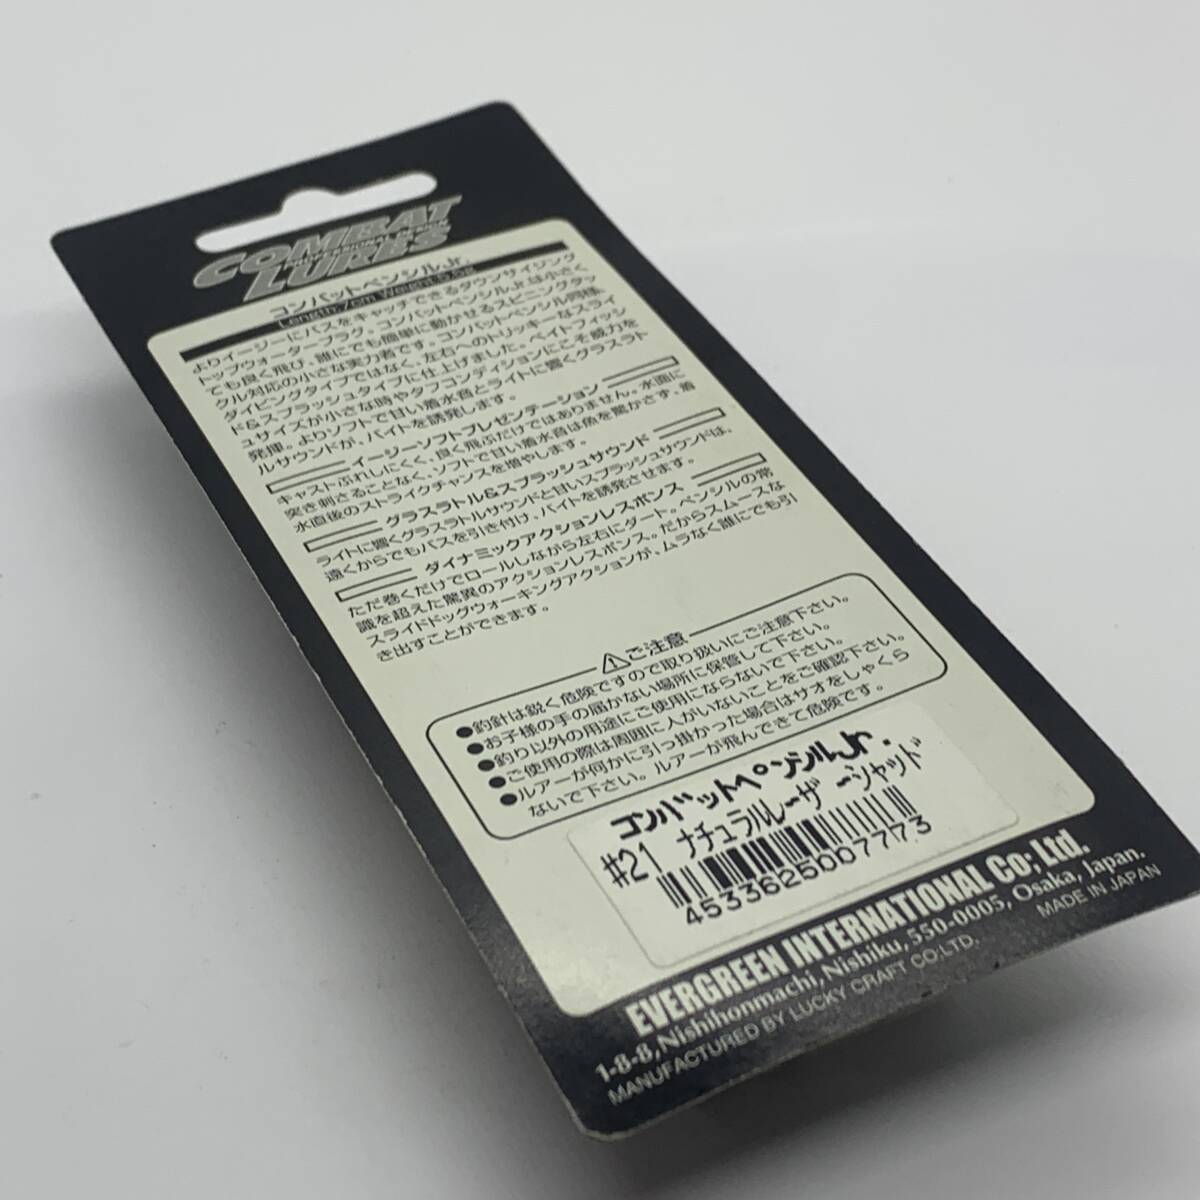 COMBAT
PROFESSIONAL DESIGN
LURES
コンバットペンシルJr.
Length:7cm Weight:5.5g
よりイージーにバスをキャッチできるダウンサイジング
トップウォータープラグ。コンバットペンシルJr.は小さく
ても良く飛び、誰にでも簡単に動かせるスピニングタッ
クル対応の小さな実力者です。コンバットペンシル同様、
ダイビングタイプではなく、左右へのトリッキーなスライ
ド&スプラッシュタイプに仕上げました。ベイトフィッシ
ュサイズが小さな時やタフコンディションにこそ威力を
発揮。よりソフトで甘い着水音とライトに響くグラスラト
ルサウンドが、バイトを誘発します。
イージーソフトプレゼンテーション
キャストぶれしにくく、良く飛ぶだけではありません。水面に
突き刺さることなく、ソフトで甘い着水音は魚を驚かさず、着
水直後のストライクチャンスを増やします。
グラスラトル&スプラッシュサウンド
ライトに響くグラスラトルサウンドと甘いスプラッシュサウンドは、
遠くからでもバスを引き付け、バイトを誘発させます。
ダイナミックアクションレスポンス
ただ巻くだけでロールしながら左右にダート。ペンシルの常
識を超えた驚異のアクションレスポンス。だからスムースな
スライドドッグウォーキングアクションが、ムラなく誰にでも引
き出すことができます。
⚠ご注意
●釣針は鋭く危険ですので取り扱いにご注意下さい。
●お子様の手の届かない場所に保管して下さい。
●釣り以外の用途にご使用にならないで下さい。
●ご使用の際は周囲に人がいないことをご確認下さい。
●ルアーが何かに引っ掛かった場合はサオをしゃくら
ないで下さい。ルアーが飛んできて危険です。
コンバットペンシルJr.
#21 ナチュラルレーザーシャッド
4533625007773
EVERGREEN INTERNATIONAL CO; Ltd.
1-8-8,Nishihonmachi, Nishiku, 550-0005, Osaka, Japan.
MANUFACTURED BY LUCKY CRAFT CO:LTD. MADE IN JAPAN